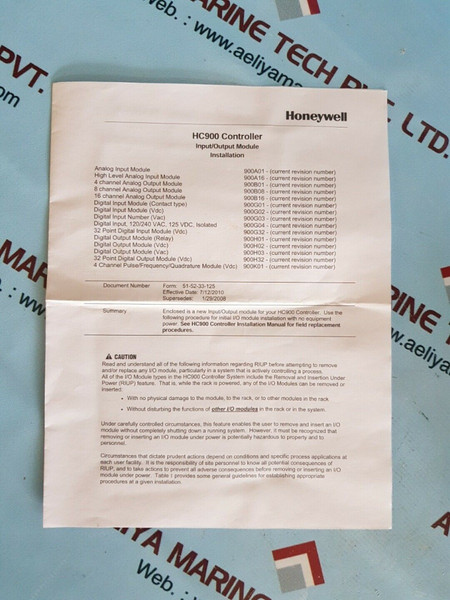 MARINE TECH PVT. LTD.
www.aeliyama
PVT.
Web. :
.com
Honeywell
HC900 Controller
Input/Output Module
Installation
Analog Input Module 900A01 - (current revision number)
High Level Analog Input Module 900A16 - (current revision number)
4 channel Analog Output Module 900B01 - (current revision number)
8 channel Analog Output Module 900B08 - (current revision number)
16 channel Analog Output Module 900B16 - (current revision number)
Digital Input Module (Contact type) 900G01 - (current revision number)
Digital Input Module (Vdc) 900G02 - (current revision number)
Digital Input Number (Vac) 900G03 - (current revision number)
Digital Input, 120/240 VAC, 125 VDC, Isolated 900G04 - (current revision number)
32 Point Digital Input Module (Vdc) 900G32 - (current revision number)
Digital Output Module (Relay) 900H01 - (current revision number)
Digital Output Module (Vdc) 900H02 - (current revision number)
Digital Output Module (Vac) 900H03 - (current revision number)
32 Point Digital Output Module (Vdc) 900H32 - (current revision number)
4 Channel Pulse/Frequency/Quadrature Module (Vdc) 900K01 - (current revision number)
Document Number Form: 51-52-33-125
Effective Date: 7/12/2010
Supersedes: 1/29/2008
Summary Enclosed is a new Input/Output module for your HC900 Controller. Use the
following procedure for initial I/O module installation with no equipment
power. See HC900 Controller Installation Manual for field replacement
procedures.
CAUTION
Read and understand all of the following information regarding RIUP before attempting to remove
and/or replace any I/O module, particularly in a system that is actively controlling a process.
All of the I/O Module types in the HC900 Controller System include the Removal and Insertion Under
Power (RIUP) feature. That is, while the rack is powered, any of the I/O Modules can be removed or
inserted:
• With no physical damage to the module, to the rack, or to other modules in the rack.
• Without disturbing the functions of other I/O modules in the rack or in the system.
Under carefully controlled circumstances, this feature enables the user to remove and insert an I/O
module without completely shutting down a running system. However, it must be recognized that
removing or inserting an I/O module under power is potentially hazardous to property and to
personnel.
Circumstances that dictate prudent actions depend on conditions and specific process applications at
each user facility. It is the responsibility of site personnel to know all potential consequences of
RIUP, and to take actions to prevent all adverse consequences before removing or inserting an I/O
module under power. Table 1 provides some general guidelines for establishing appropriate
procedures at a given installation.
MARINE
www.ae
AELIYA MARINE
Web. : www.